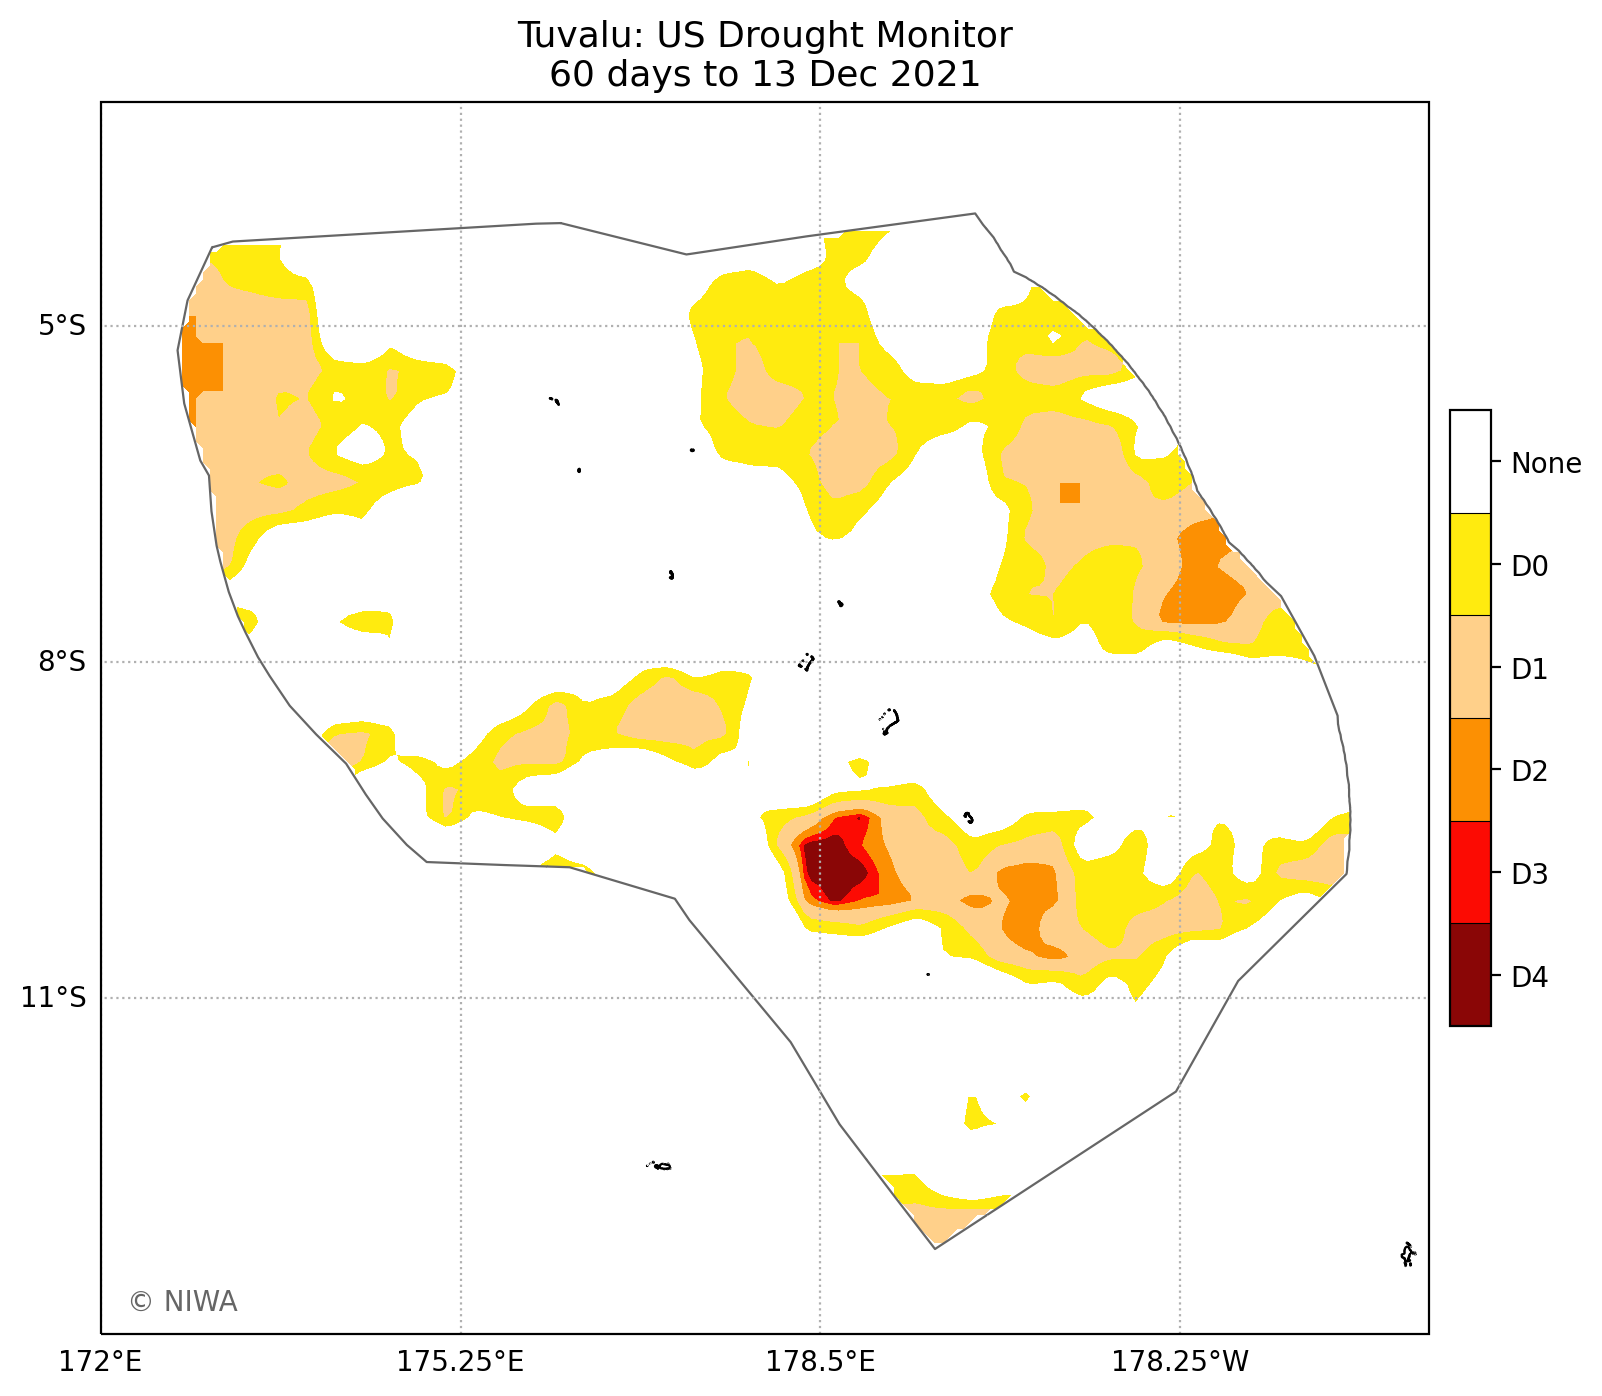 Tuvalu: US Drought Monitor
60 days to 13 Dec 2021
5°S
8°S
11°S
172°E
175.25°E
178.5°E
178.25°W
None
D0
D1
D2
D3
D4
© NIWA